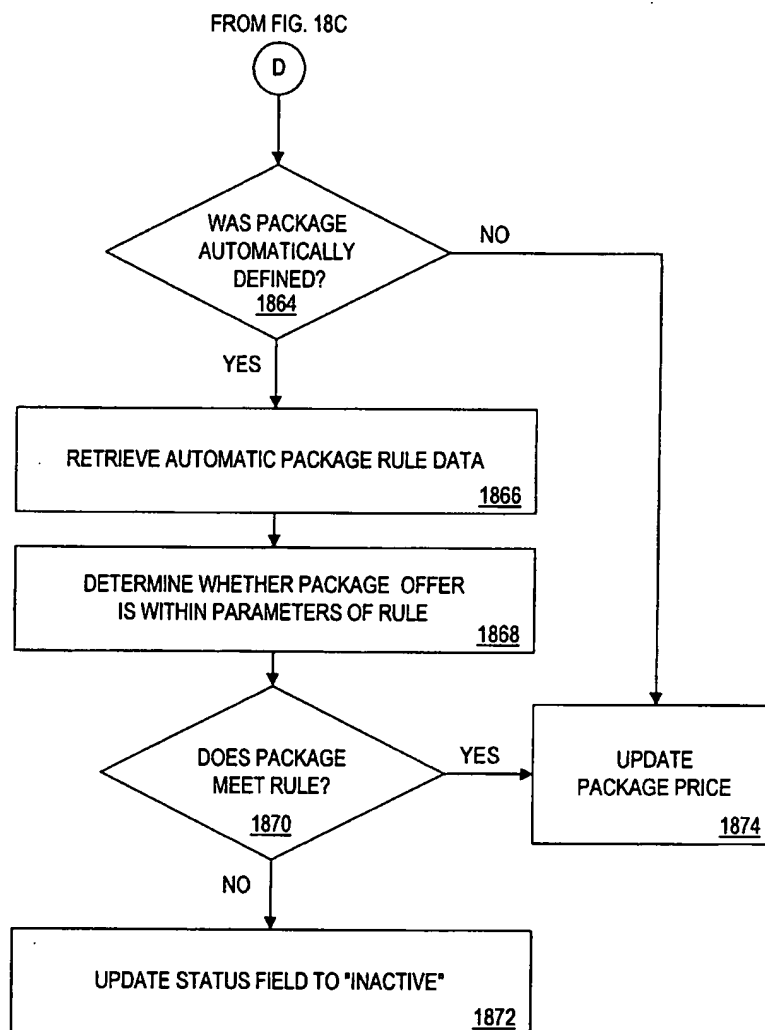 FROM FIG. 18C
D
WAS PACKAGE
AUTOMATICALLY
DEFINED?
1864
NO
YES
RETRIEVE AUTOMATIC PACKAGE RULE DATA
1866
DETERMINE WHETHER PACKAGE OFFER
IS WITHIN PARAMETERS OF RULE
1868
DOES PACKAGE
MEET RULE?
1870
YES
UPDATE
PACKAGE PRICE
1874
NO
UPDATE STATUS FIELD TO "INACTIVE"
1872